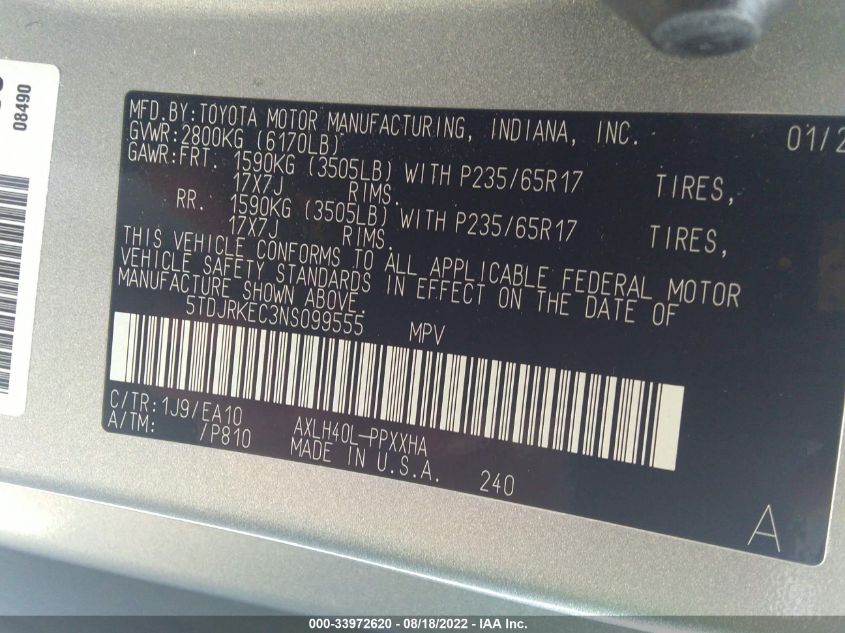 08490
MFD.BY:TOYOTA MOTOR MANUFACTURING, INDIANA, INC. 01/2
GVWR:2800KG (6170LB)
GAWR:FRT. 1590KG (3505LB) WITH P235/65R17 TIRES,
17X7J RIMS.
RR. 1590KG (3505LB) WITH P235/65R17 TIRES,
17X7J RIMS.
THIS VEHICLE CONFORMS TO ALL APPLICABLE FEDERAL MOTOR
VEHICLE SAFETY STANDARDS IN EFFECT ON THE DATE OF
MANUFACTURE SHOWN ABOVE.
5TDJRKEC3NS099555 MPV
C/TR:1J9/EA10 AXLH40L-PPXXHA
A/TM: /P810 MADE IN U.S.A. 240
A
000-33972620 - 08/18/2022 - IAA Inc.